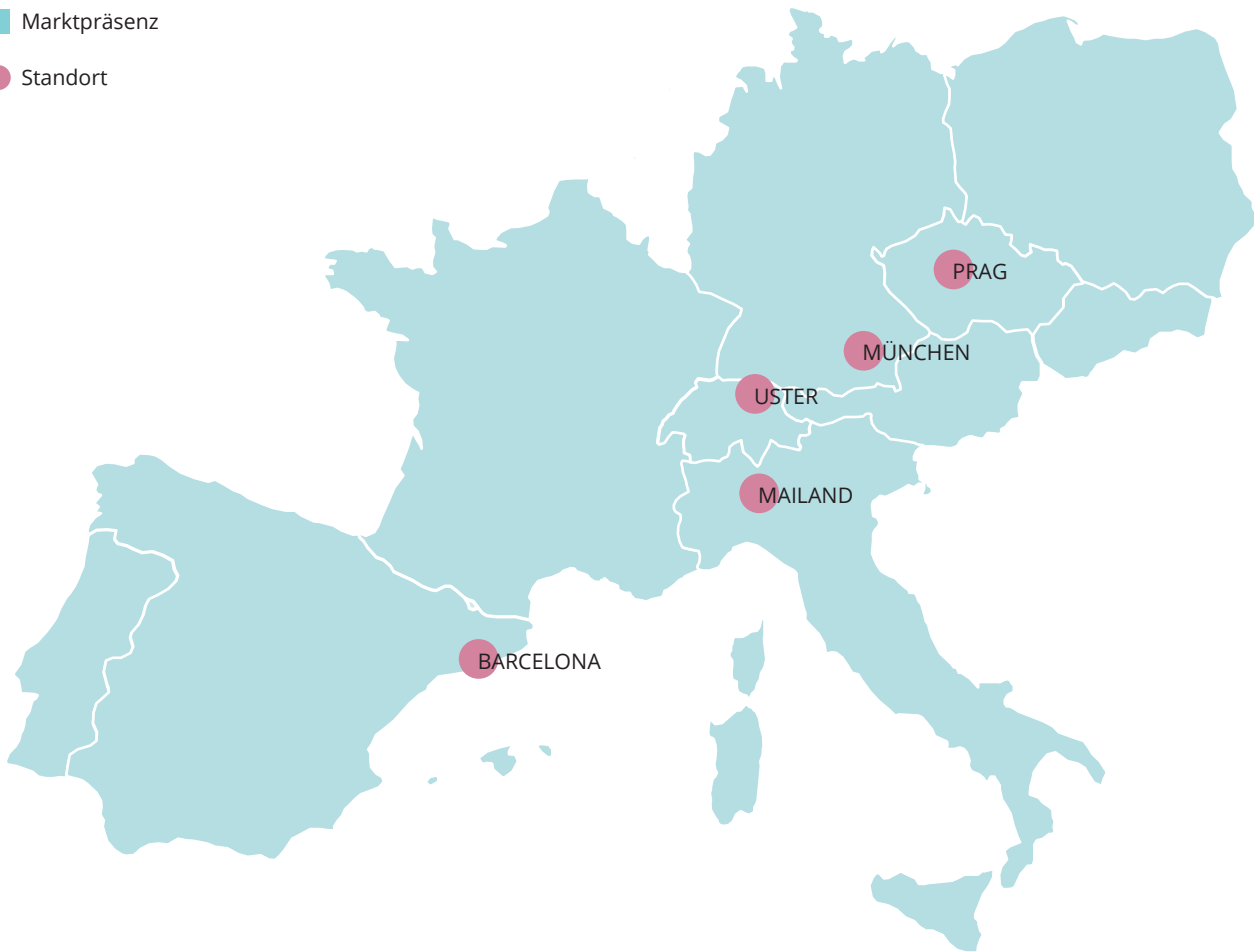 Marktpräsenz
Standort
PRAG
MÜNCHEN
USTER
MAILAND
BARCELONA